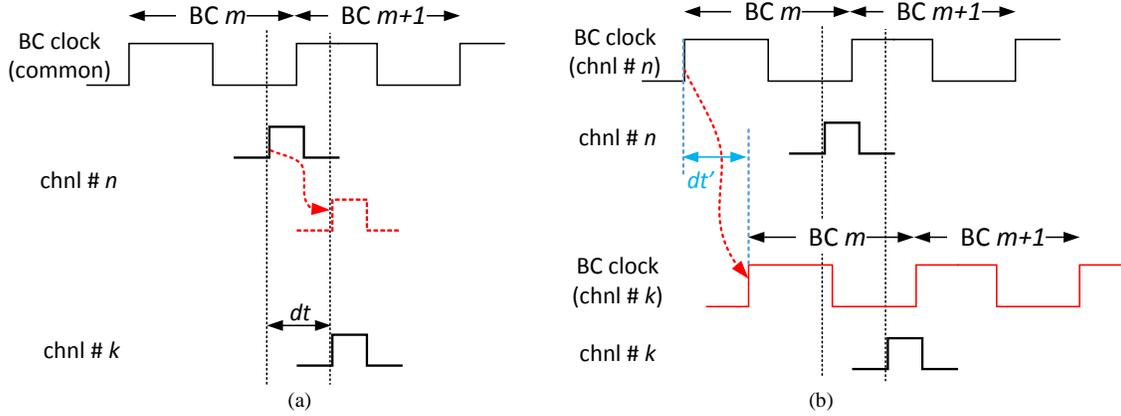 BC m BC m+1
BC clock
(common)
chnl # n
dt
chnl # k
(a)
BC m BC m+1
BC clock
(chnl # n)
chnl # n
dt'
BC m BC m+1
BC clock
(chnl # k)
chnl # k
(b)